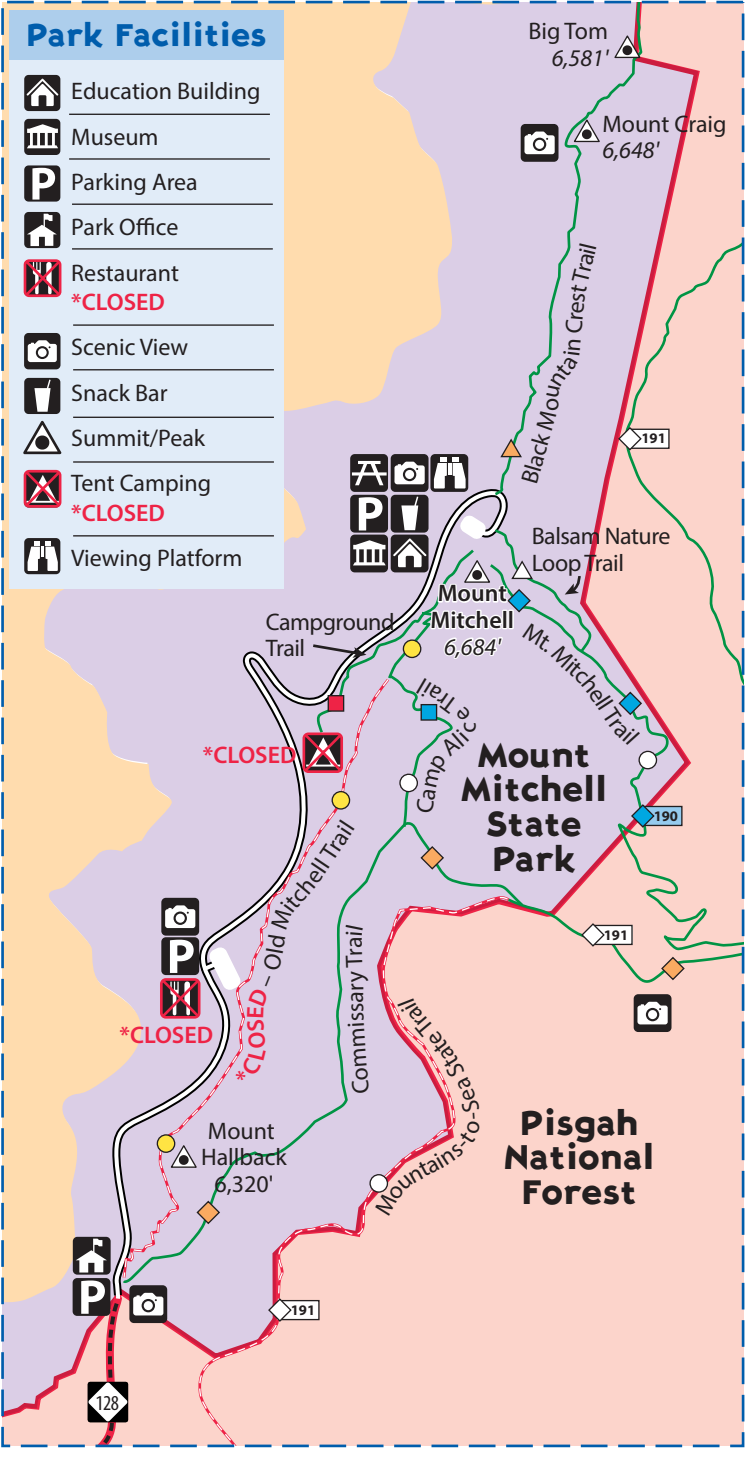 Park Facilities
Education Building
Museum
P
Parking Area
Park Office
Restaurant
*CLOSED
Scenic View
Snack Bar
Summit/Peak
Tent Camping
*CLOSED
Viewing Platform
Big Tom
6,581'
Mount Craig
6,648'
Black Mountain Crest Trail
191
P
Balsam Nature
Loop Trail
Mount
Mitchell
6,684'
Campground
Trail
Mt. Mitchell Trail
Camp Alice Trail
*CLOSED
Mount
Mitchell
State
Park
190
*CLOSED – Old Mitchell Trail
P
*CLOSED
191
Commissary Trail
Mountains-to-Sea State Trail
Pisgah
National
Forest
Mount
Hallback
6,320'
P
191
128